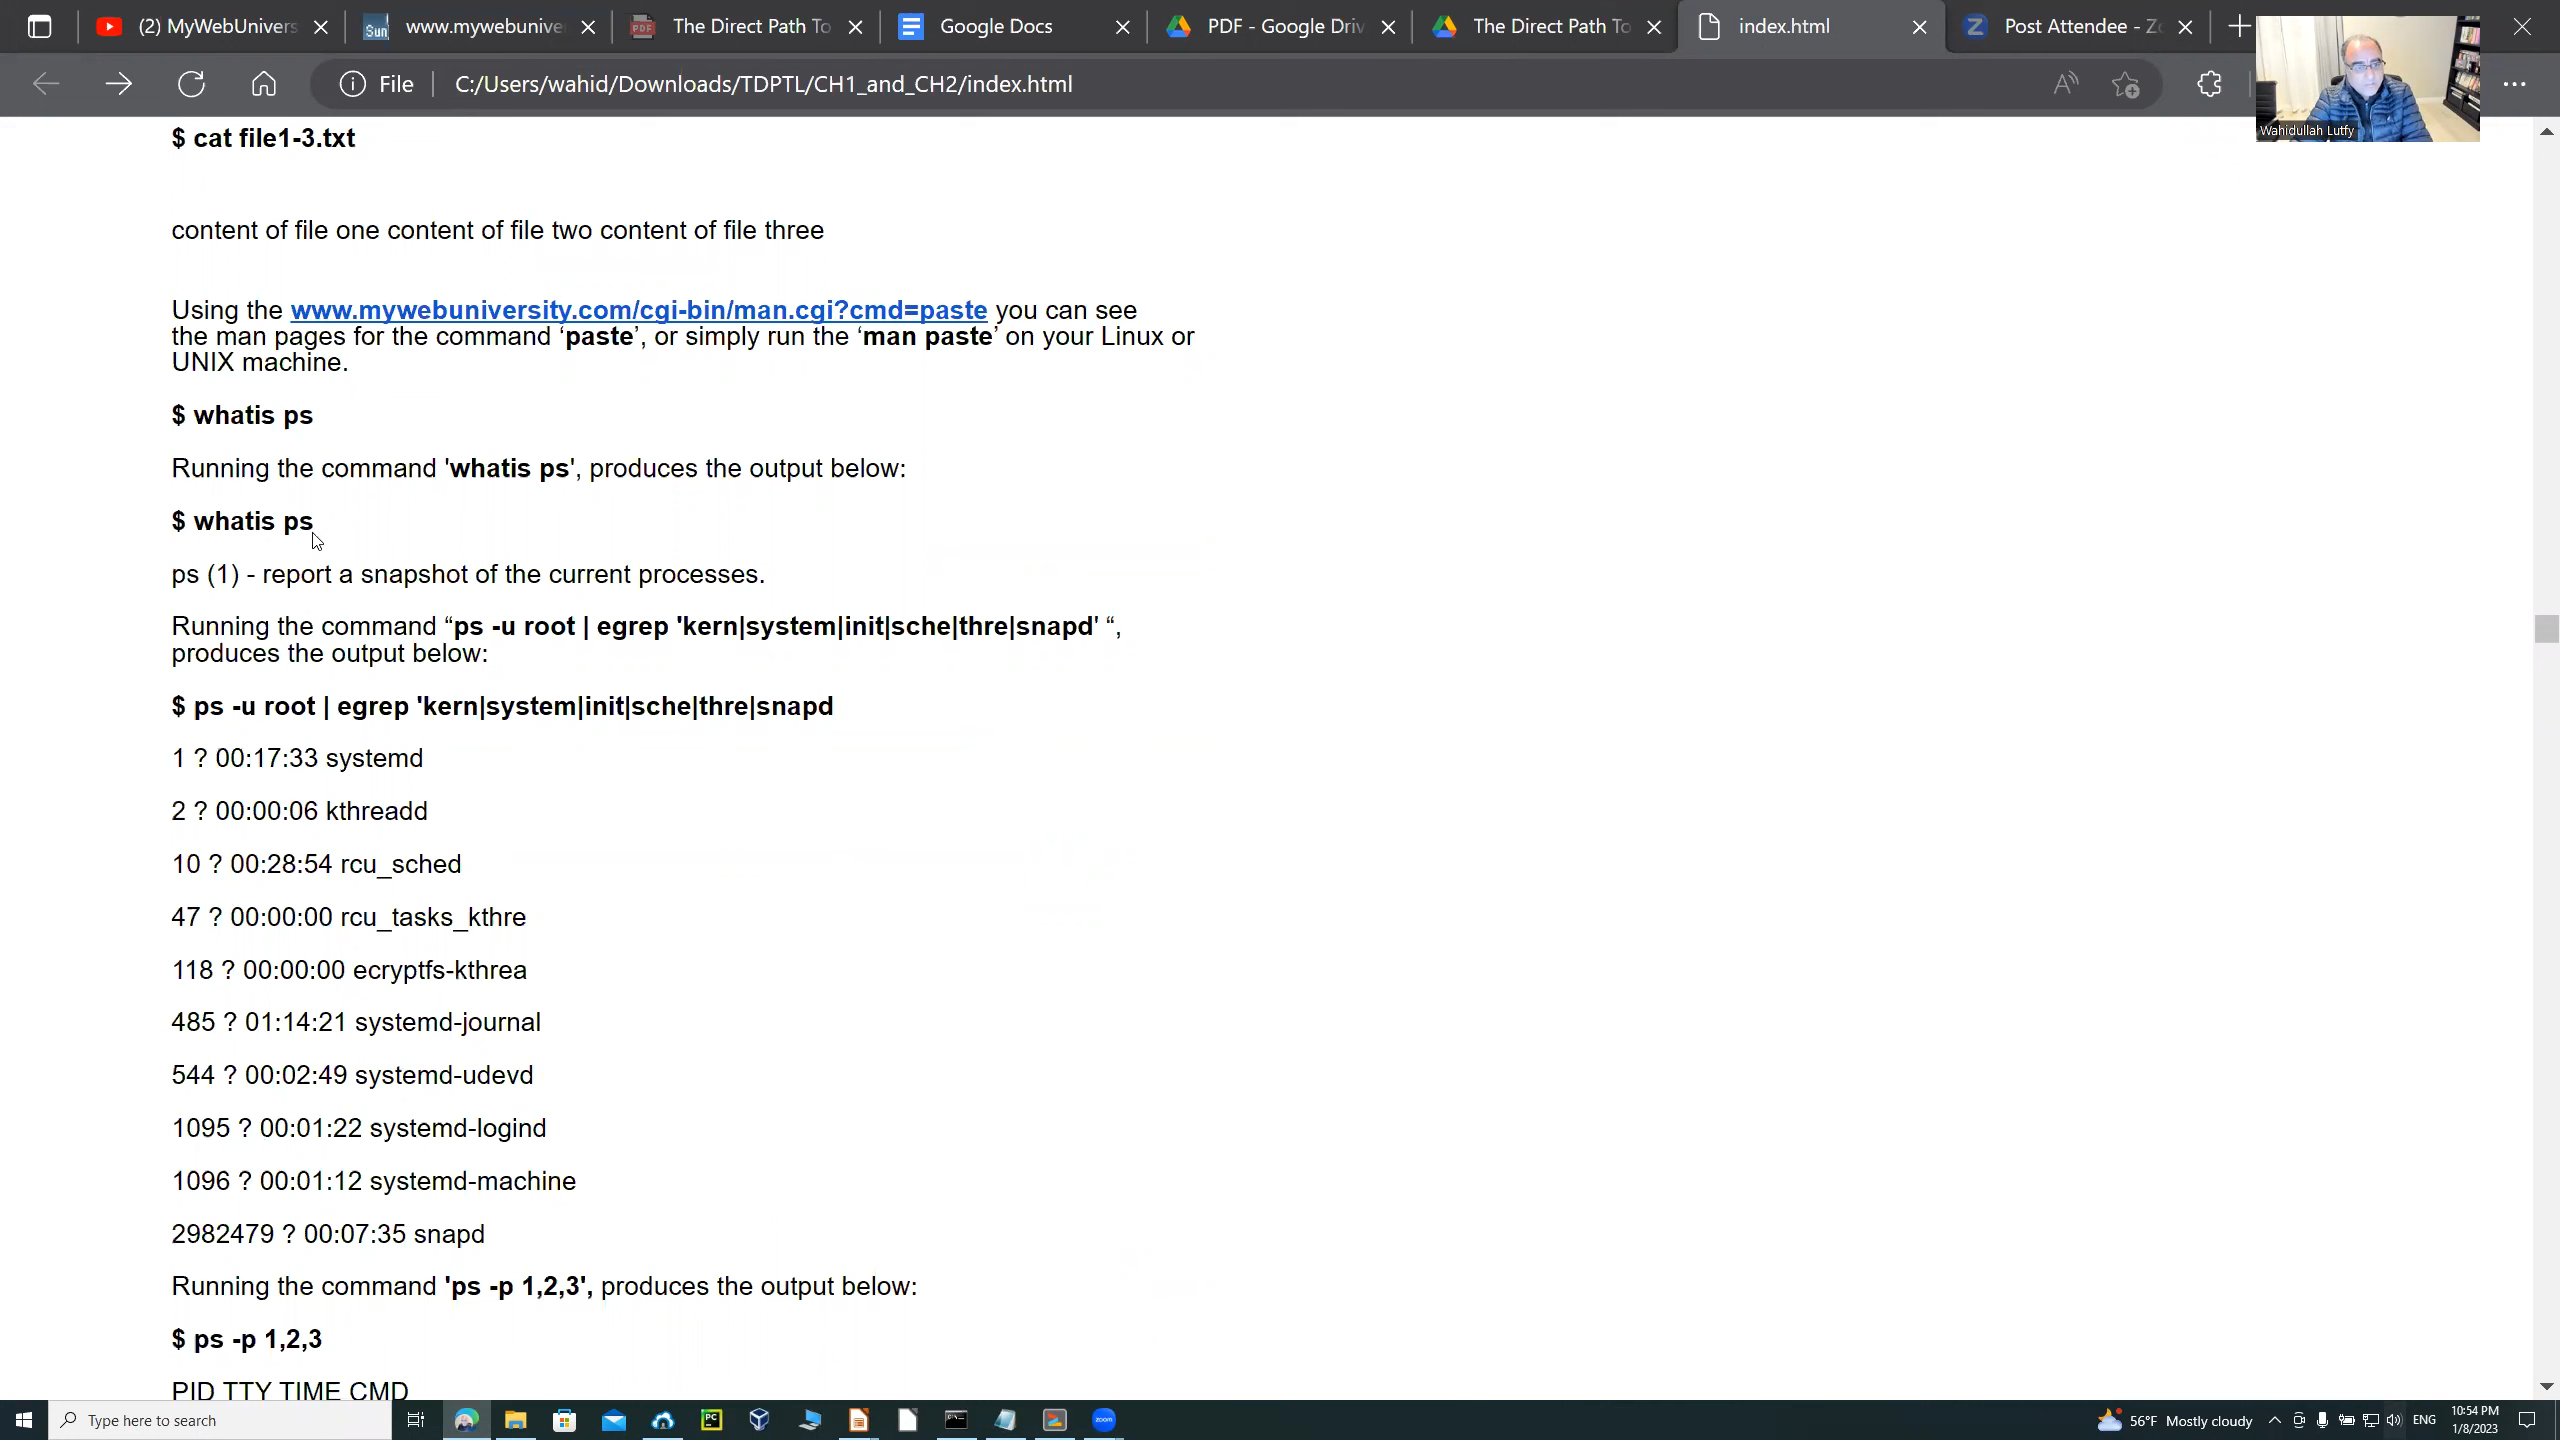 (2) MyWebUnivers
www.mywebunive
The Direct Path To
Google Docs
PDF - Google Driv
The Direct Path To
index.html
Post Attendee - Zo
File C:/Users/wahid/Downloads/TDPTL/CH1_and_CH2/index.html
Wahidullah Lutfy
$ cat file1-3.txt
content of file one content of file two content of file three
Using the www.mywebuniversity.com/cgi-bin/man.cgi?cmd=paste you can see
the man pages for the command ‘paste’, or simply run the ‘man paste’ on your Linux or
UNIX machine.
$ whatis ps
Running the command 'whatis ps', produces the output below:
$ whatis ps
ps (1) - report a snapshot of the current processes.
Running the command “ps -u root | egrep 'kern|system|init|sche|thre|snapd' “,
produces the output below:
$ ps -u root | egrep 'kern|system|init|sche|thre|snapd
1 ? 00:17:33 systemd
2 ? 00:00:06 kthreadd
10 ? 00:28:54 rcu_sched
47 ? 00:00:00 rcu_tasks_kthre
118 ? 00:00:00 ecryptfs-kthrea
485 ? 01:14:21 systemd-journal
544 ? 00:02:49 systemd-udevd
1095 ? 00:01:22 systemd-logind
1096 ? 00:01:12 systemd-machine
2982479 ? 00:07:35 snapd
Running the command 'ps -p 1,2,3', produces the output below:
$ ps -p 1,2,3
PID TTY TIME CMD
Type here to search
56°F Mostly cloudy
ENG
10:54 PM
1/8/2023